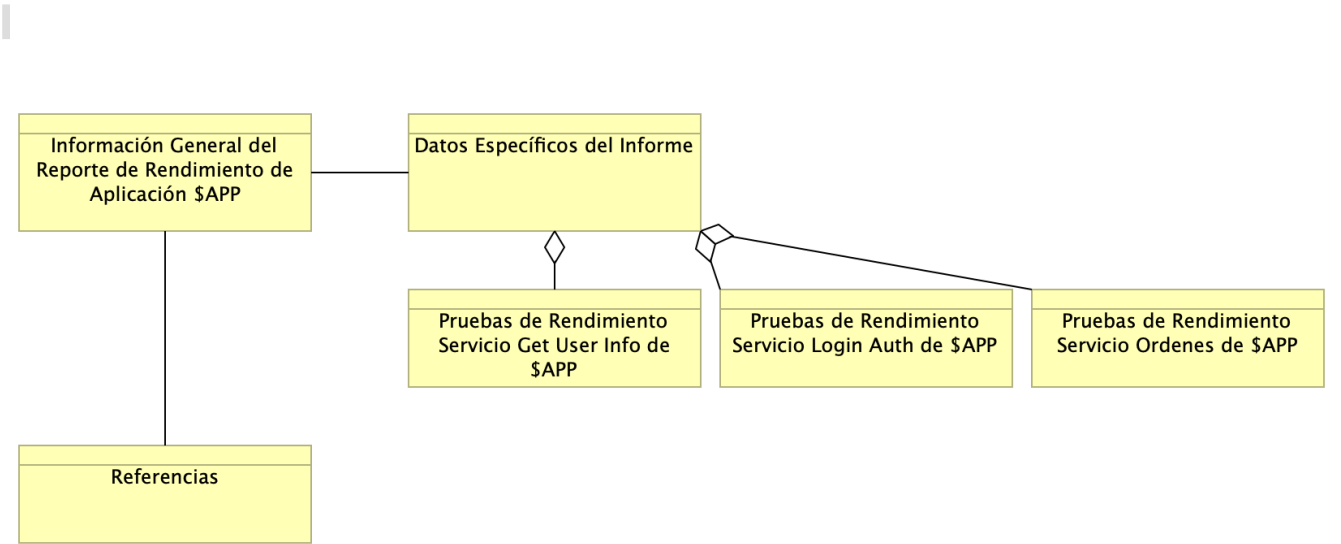 Información General del
Reporte de Rendimiento de
Aplicación $APP
Datos Específicos del Informe
Pruebas de Rendimiento
Servicio Get User Info de
$APP
Pruebas de Rendimiento
Servicio Login Auth de $APP
Pruebas de Rendimiento
Servicio Ordenes de $APP
Referencias